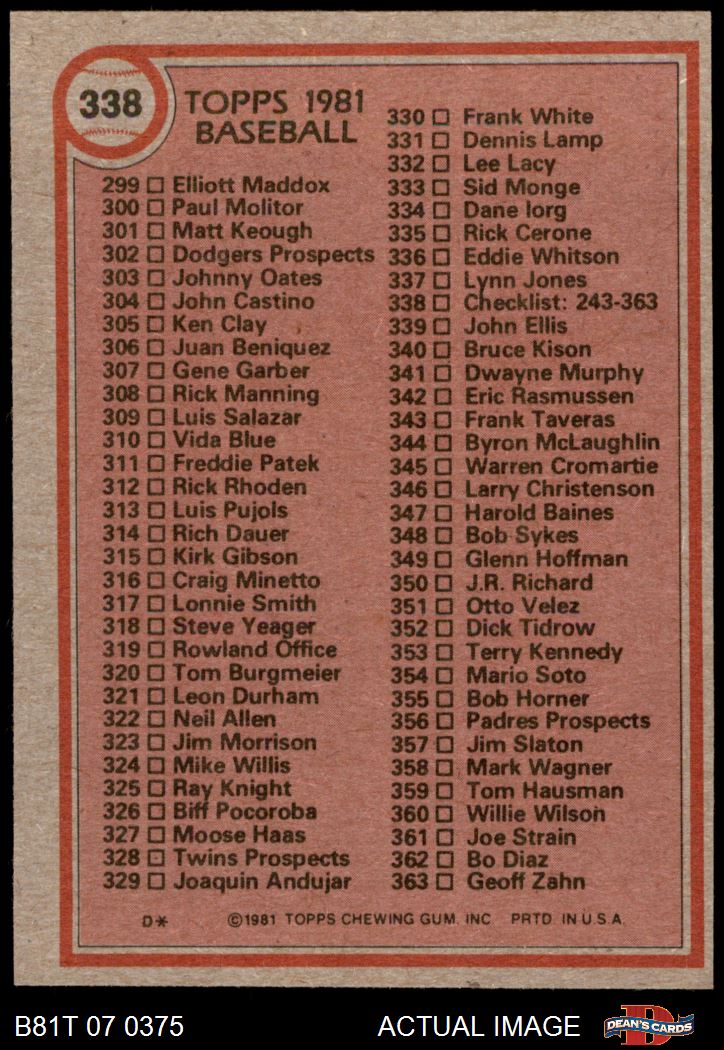 338
TOPPS 1981
BASEBALL
299 Elliott Maddox
300 Paul Molitor
301 Matt Keough
302 Dodgers Prospects
303 Johnny Oates
304 John Castino
305 Ken Clay
306 Juan Beniquez
307 Gene Garber
308 Rick Manning
309 Luis Salazar
310 Vida Blue
311 Freddie Patek
312 Rick Rhoden
313 Luis Pujols
314 Rich Dauer
315 Kirk Gibson
316 Craig Minetto
317 Lonnie Smith
318 Steve Yeager
319 Rowland Office
320 Tom Burgmeier
321 Leon Durham
322 Neil Allen
323 Jim Morrison
324 Mike Willis
325 Ray Knight
326 Biff Pocoroba
327 Moose Haas
328 Twins Prospects
329 Joaquin Andujar
330 Frank White
331 Dennis Lamp
332 Lee Lacy
333 Sid Monge
334 Dane Iorg
335 Rick Cerone
336 Eddie Whitson
337 Lynn Jones
338 Checklist: 243-363
339 John Ellis
340 Bruce Kison
341 Dwayne Murphy
342 Eric Rasmussen
343 Frank Taveras
344 Byron McLaughlin
345 Warren Cromartie
346 Larry Christenson
347 Harold Baines
348 Bob Sykes
349 Glenn Hoffman
350 J.R. Richard
351 Otto Velez
352 Dick Tidrow
353 Terry Kennedy
354 Mario Soto
355 Bob Horner
356 Padres Prospects
357 Jim Slaton
358 Mark Wagner
359 Tom Hausman
360 Willie Wilson
361 Joe Strain
362 Bo Diaz
363 Geoff Zahn
D* ©1981 TOPPS CHEWING GUM, INC. PRTD. IN U.S.A.
B81T 07 0375 ACTUAL IMAGE DEAN'S CARDS